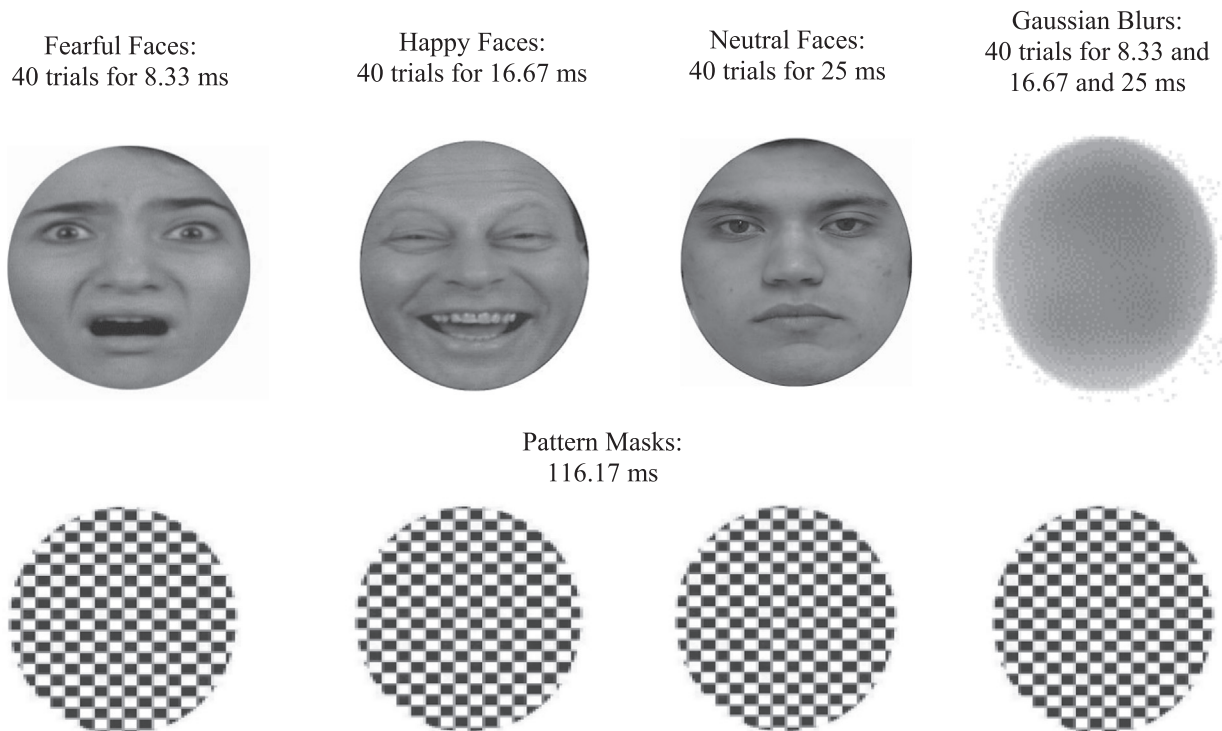 Fearful Faces:
40 trials for 8.33 ms
Happy Faces:
40 trials for 16.67 ms
Neutral Faces:
40 trials for 25 ms
Gaussian Blurs:
40 trials for 8.33 and
16.67 and 25 ms
Pattern Masks:
116.17 ms